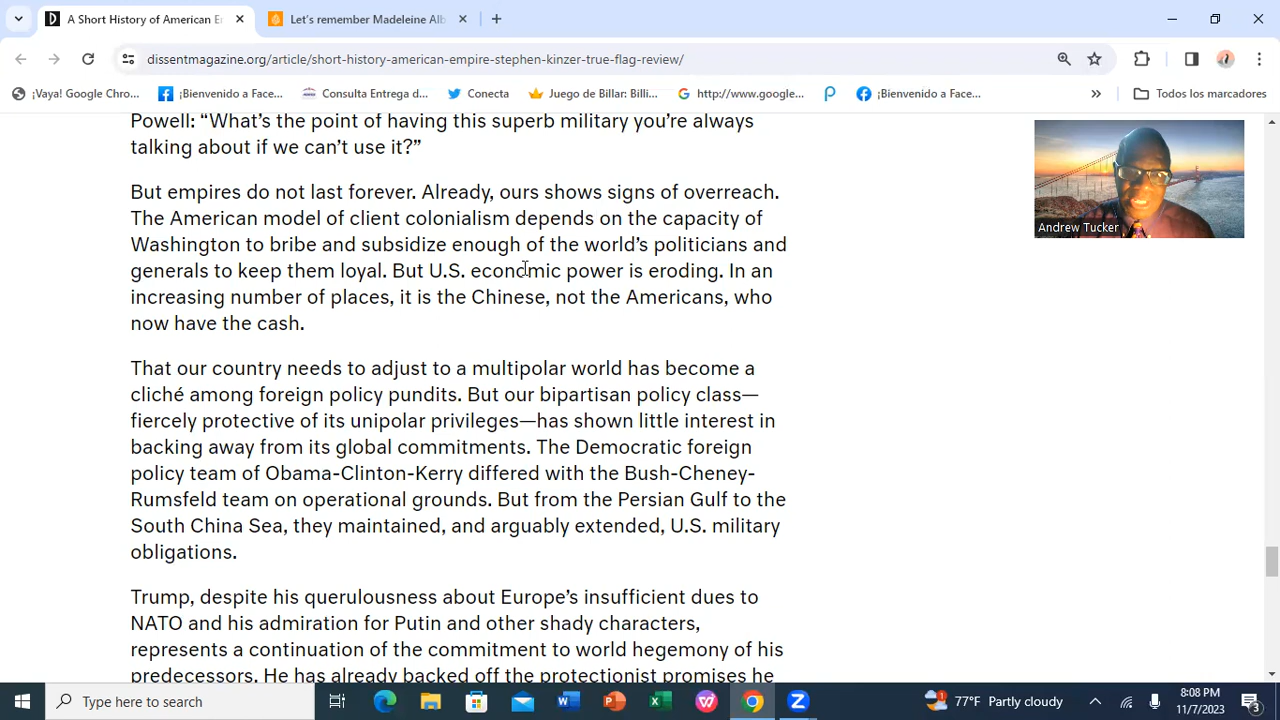 A Short History of American E
Let's remember Madeleine Alb
dissentmagazine.org/article/short-history-american-empire-stephen-kinzer-true-flag-review/
¡Vaya! Google Chro...
¡Bienvenido a Face...
Consulta Entrega d...
Conecta
Juego de Billar: Billi...
http://www.google...
¡Bienvenido a Face...
»
Todos los marcadores
Powell: “What’s the point of having this superb military you’re always
talking about if we can’t use it?”
But empires do not last forever. Already, ours shows signs of overreach.
The American model of client colonialism depends on the capacity of
Washington to bribe and subsidize enough of the world’s politicians and
generals to keep them loyal. But U.S. economic power is eroding. In an
increasing number of places, it is the Chinese, not the Americans, who
now have the cash.
That our country needs to adjust to a multipolar world has become a
cliché among foreign policy pundits. But our bipartisan policy class—
fiercely protective of its unipolar privileges—has shown little interest in
backing away from its global commitments. The Democratic foreign
policy team of Obama-Clinton-Kerry differed with the Bush-Cheney-
Rumsfeld team on operational grounds. But from the Persian Gulf to the
South China Sea, they maintained, and arguably extended, U.S. military
obligations.
Trump, despite his querulousness about Europe’s insufficient dues to
NATO and his admiration for Putin and other shady characters,
represents a continuation of the commitment to world hegemony of his
predecessors. He has already backed off the protectionist promises he
Andrew Tucker
Type here to search
77°F Partly cloudy
8:08 PM
11/7/2023
3